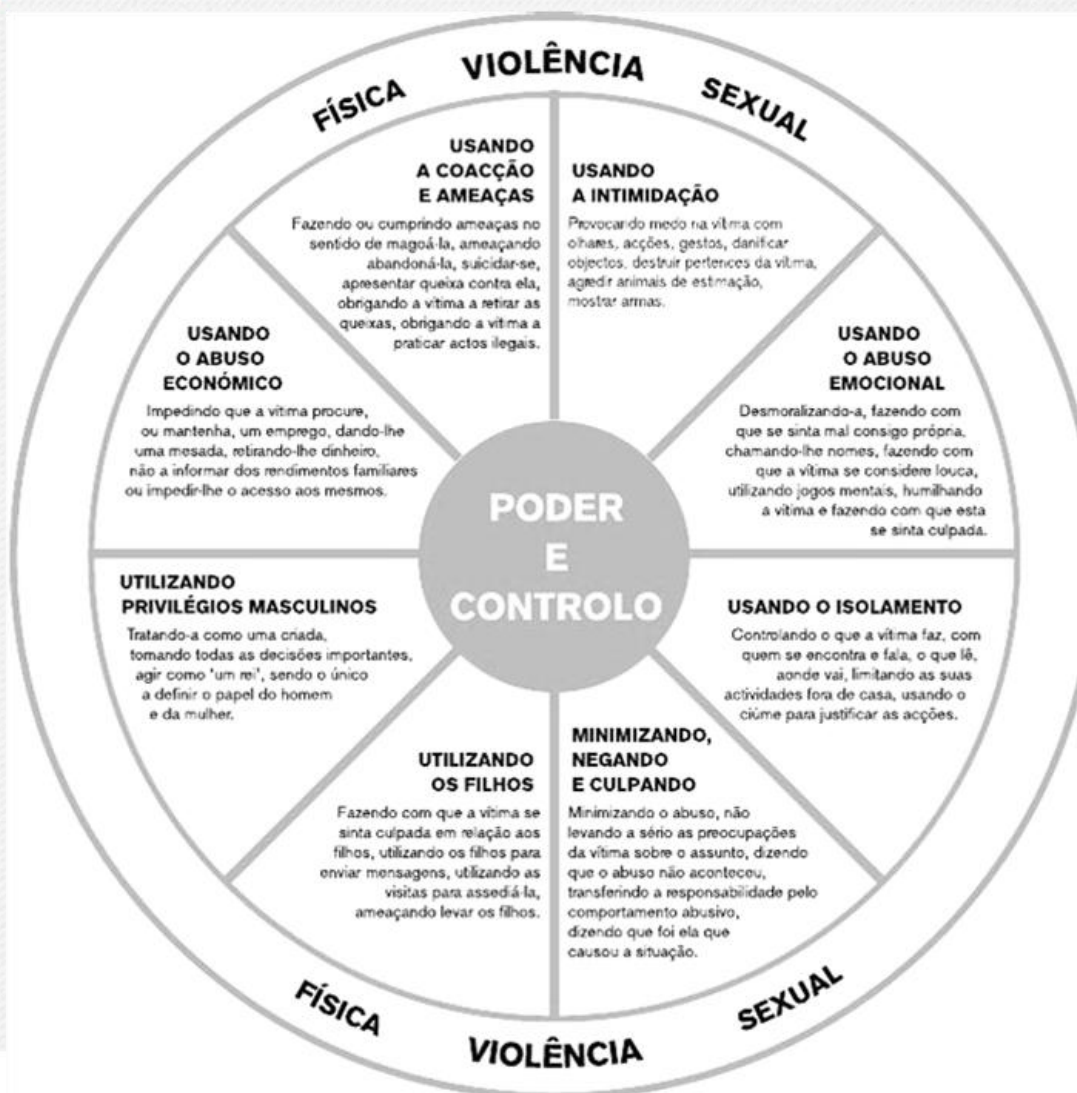 FÍSICA VIOLÊNCIA SEXUAL
USANDO
A COACÇÃO
E AMEAÇAS
Fazendo ou cumprindo ameaças no
sentido de magoá-la, ameaçando
abandoná-la, suicidar-se,
apresentar queixa contra ela,
obrigando a vítima a retirar as
queixas, obrigando a vítima a
praticar actos ilegais.
USANDO
A INTIMIDAÇÃO
Provocando medo na vítima com
olhares, acções, gestos, danificar
objectos, destruir pertences da vítima,
agredir animais de estimação,
mostrar armas.
USANDO
O ABUSO
ECONÓMICO
Impedindo que a vítima procure,
ou mantenha, um emprego, dando-lhe
uma mesada, retirando-lhe dinheiro,
não a informar dos rendimentos familiares
ou impedir-lhe o acesso aos mesmos.
USANDO
O ABUSO
EMOCIONAL
Desmoralizando-a, fazendo com
que se sinta mal consigo própria,
chamando-lhe nomes, fazendo com
que a vítima se considere louca,
utilizando jogos mentais, humilhando
a vítima e fazendo com que esta
se sinta culpada.
PODER
E
CONTROLO
UTILIZANDO
PRIVILÉGIOS MASCULINOS
Tratando-a como uma criada,
tomando todas as decisões importantes,
agir como 'um rei', sendo o único
a definir o papel do homem
e da mulher.
USANDO O ISOLAMENTO
Controlando o que a vítima faz, com
quem se encontra e fala, o que lê,
aonde vai, limitando as suas
actividades fora de casa, usando o
ciúme para justificar as acções.
UTILIZANDO
OS FILHOS
Fazendo com que a vítima se
sinta culpada em relação aos
filhos, utilizando os filhos para
enviar mensagens, utilizando as
visitas para assediá-la,
ameaçando levar os filhos.
MINIMIZANDO,
NEGANDO
E CULPANDO
Minimizando o abuso, não
levando a sério as preocupações
da vítima sobre o assunto, dizendo
que o abuso não aconteceu,
transferindo a responsabilidade pelo
comportamento abusivo,
dizendo que foi ela que
causou a situação.
FÍSICA VIOLÊNCIA SEXUAL